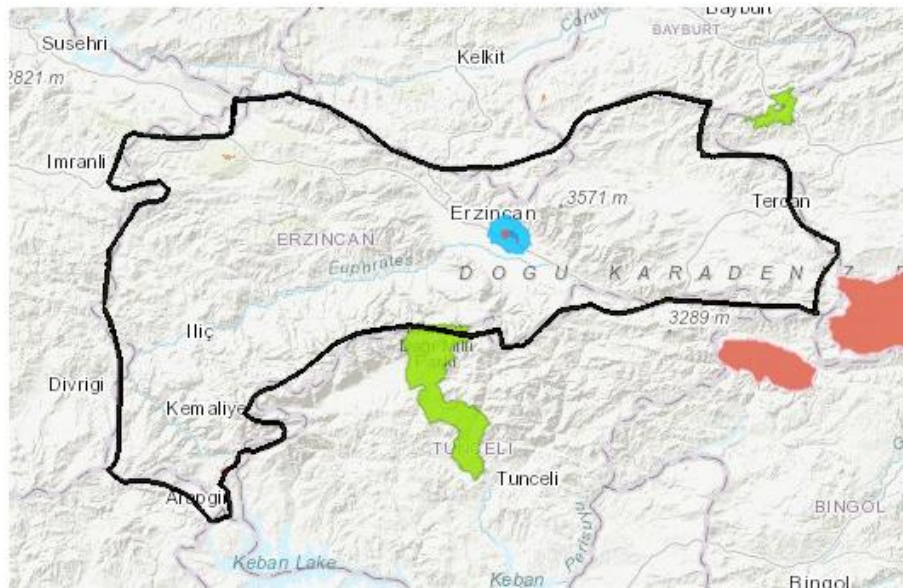 Bayburt
BAYBURT
Susehri
Kelkit
2821 m
Imranli
3571 m
Tercan
Erzincan
ERZINCAN
Euphrates
D O G U K A R A D E N
Iliç
3289 m
Divrigi
Kemaliye
TUNCELI
Tunceli
Arapgir
Perisuyu
BINGOL
Keban Lake
Keban
Bingol